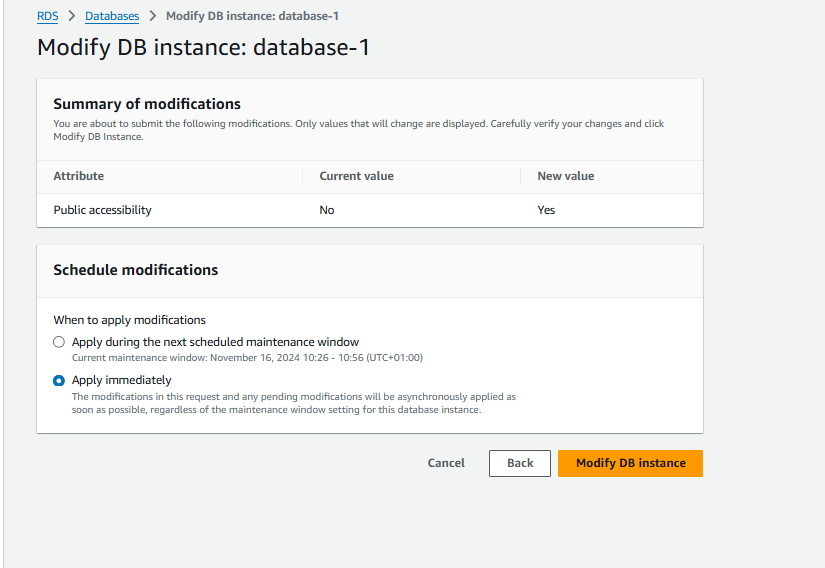 RDS > Databases > Modify DB instance: database-1
Modify DB instance: database-1
Summary of modifications
You are about to submit the following modifications. Only values that will change are displayed. Carefully verify your changes and click
Modify DB Instance.
Attribute Current value New value
Public accessibility No Yes
Schedule modifications
When to apply modifications
Apply during the next scheduled maintenance window
Current maintenance window: November 16, 2024 10:26 - 10:56 (UTC+01:00)
Apply immediately
The modifications in this request and any pending modifications will be asynchronously applied as
soon as possible, regardless of the maintenance window setting for this database instance.
Cancel Back Modify DB instance